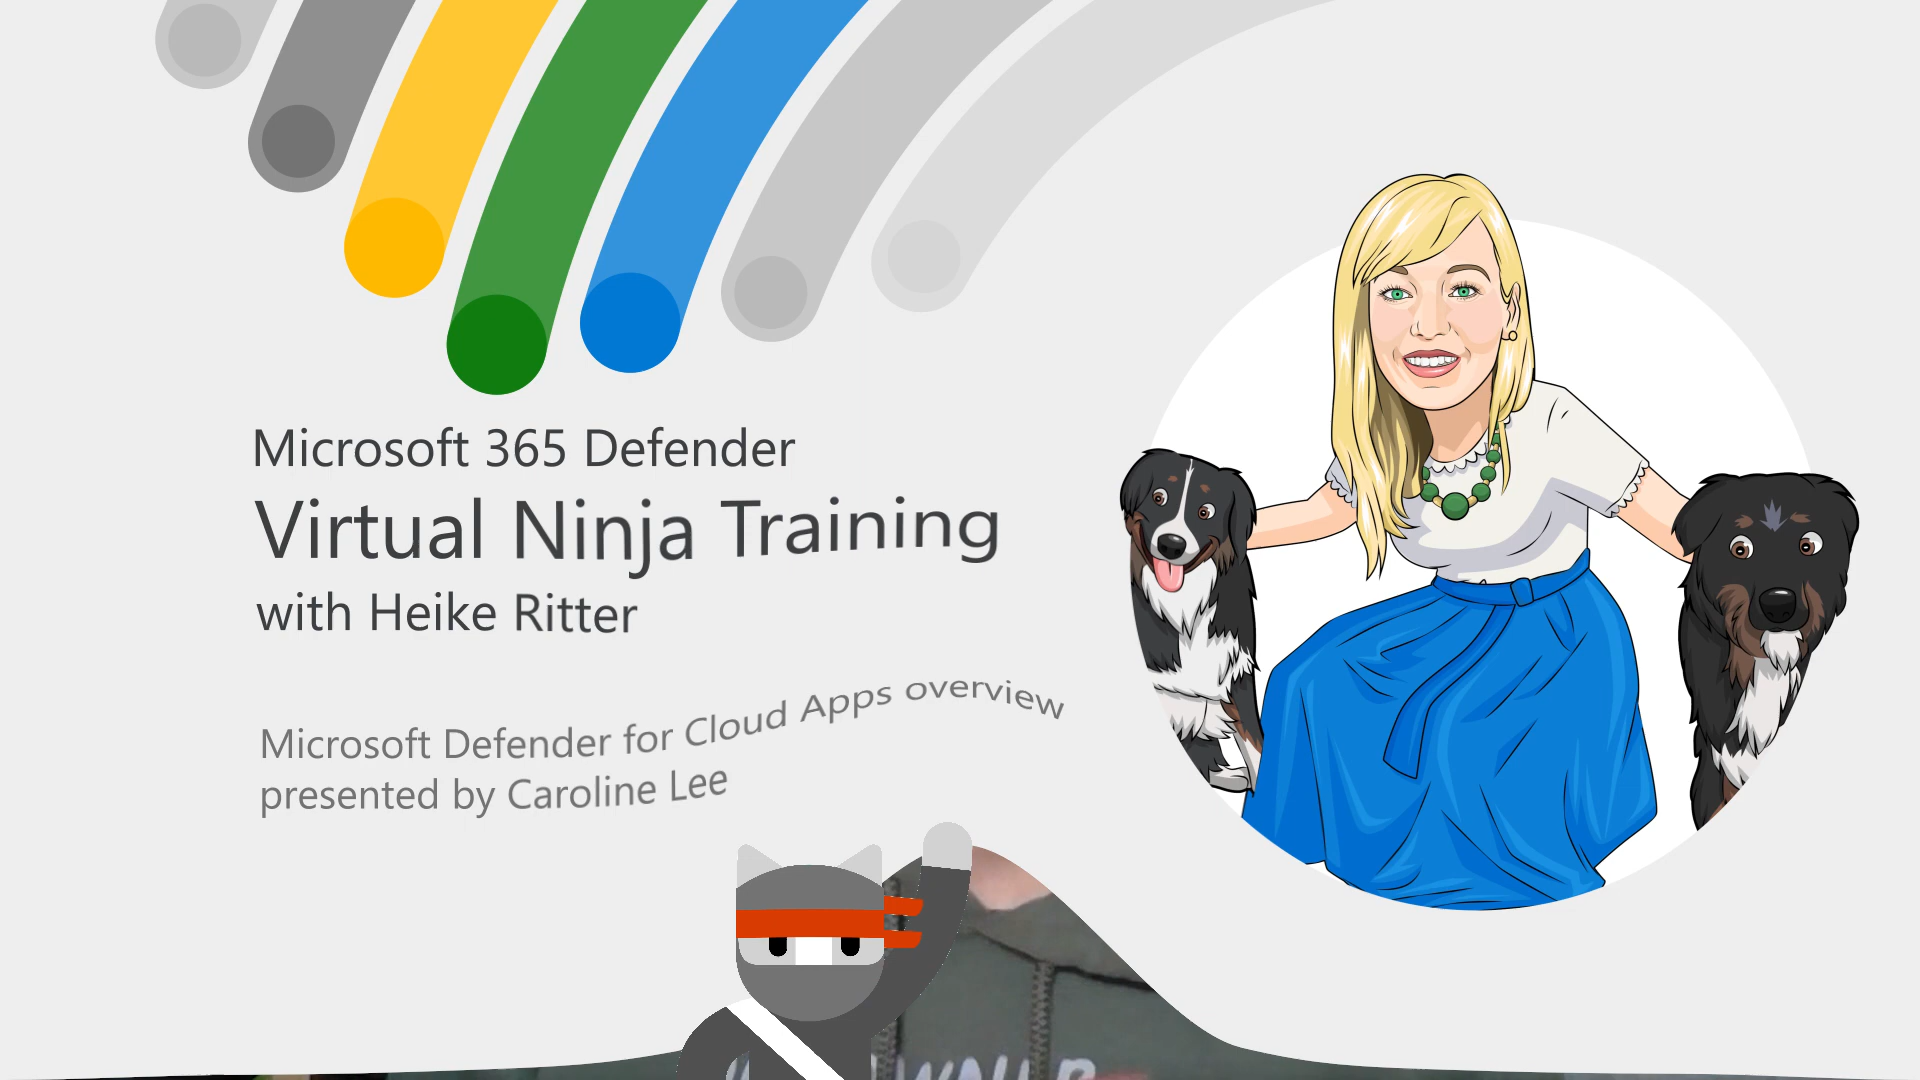 Microsoft 365 Defender
Virtual Ninja Training
with Heike Ritter
Microsoft Defender for Cloud Apps overview
presented by Caroline Lee